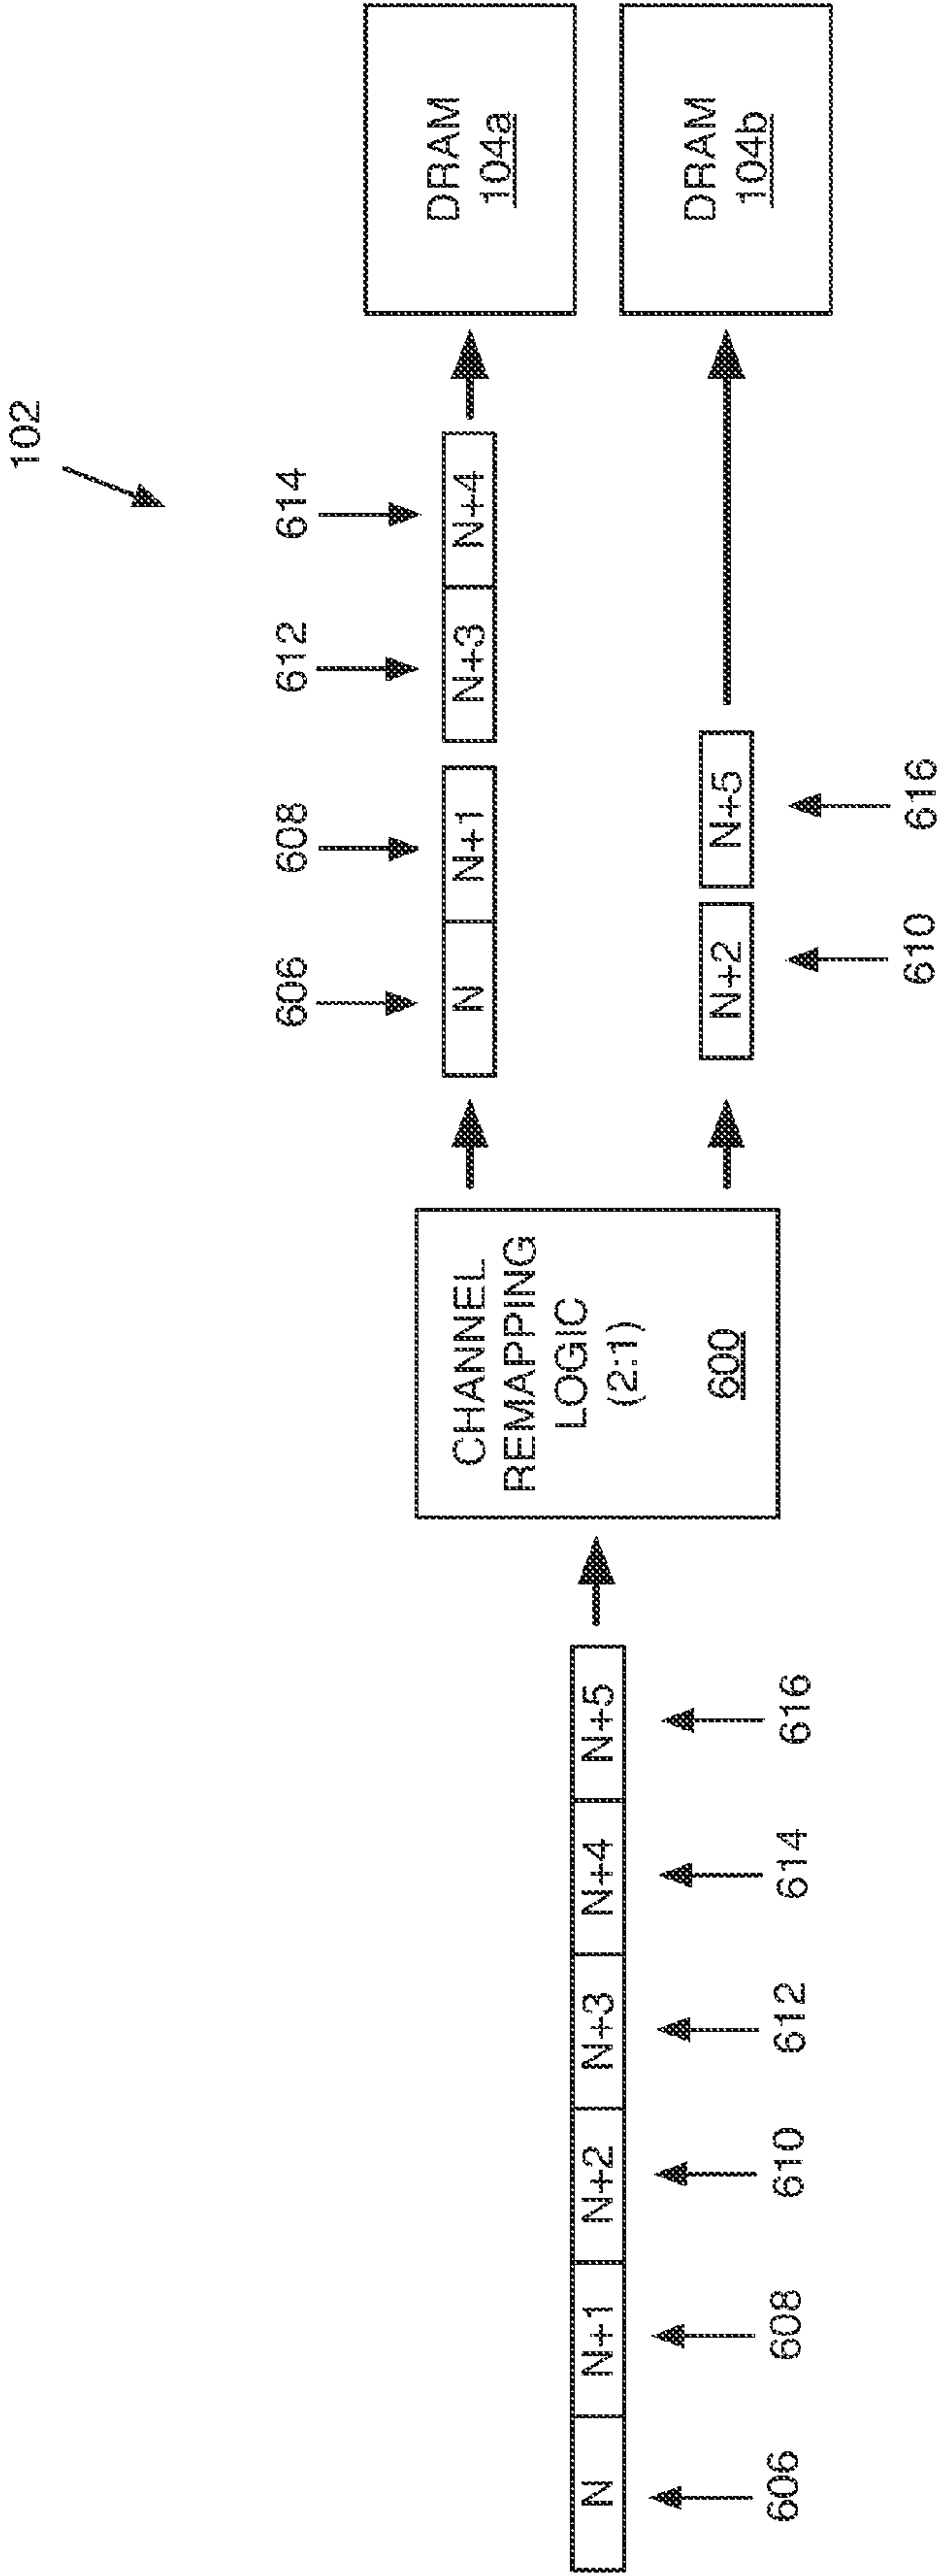 102
606
608
612
614
N
N+1
N+3
N+4
DRAM
104a
CHANNEL
REMAPPING
LOGIC
(2:1)
600
N
N+1
N+2
N+3
N+4
N+5
606
608
610
612
614
616
N+2
N+5
610
616
DRAM
104b